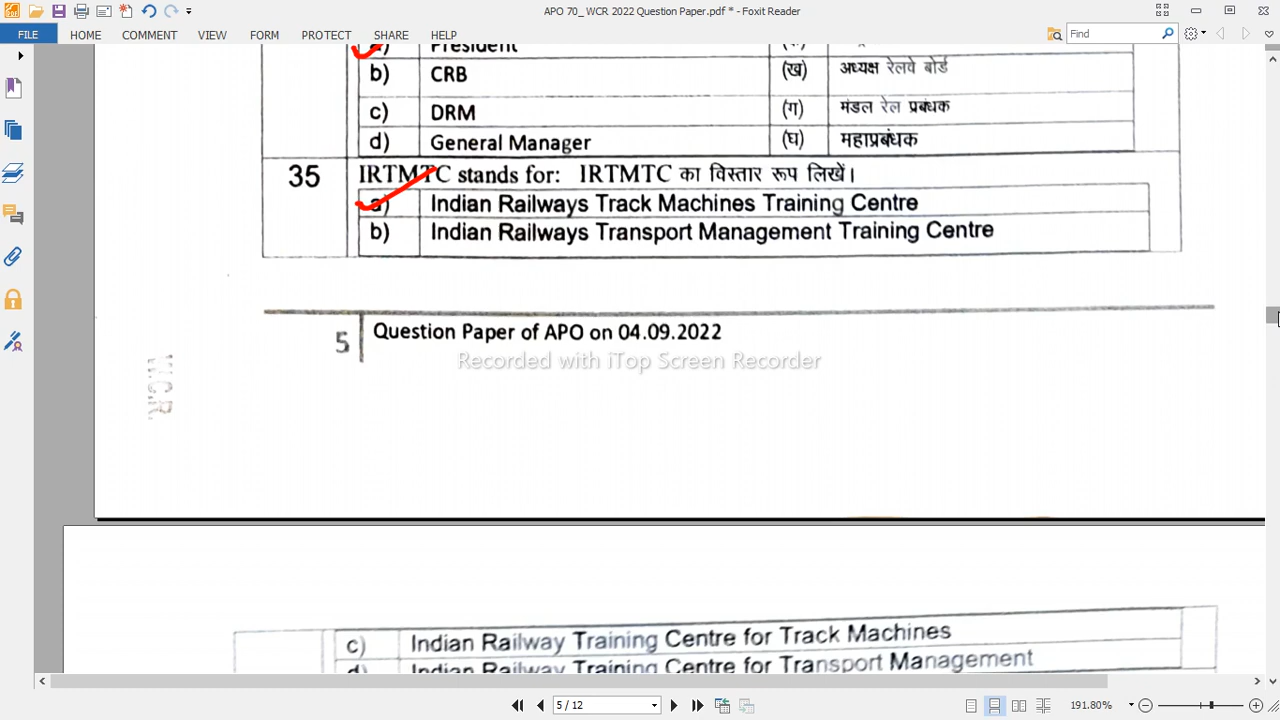 APO 70_ WCR 2022 Question Paper.pdf * - Foxit Reader
FILE HOME COMMENT VIEW FORM PROTECT SHARE HELP Find
President
b) CRB (ख) अध्यक्ष रेलवे बोर्ड
c) DRM (ग) मंडल रेल प्रबंधक
d) General Manager (घ) महाप्रबंधक
35 IRTMTC stands for: IRTMTC का विस्तार रूप लिखें।
a) Indian Railways Track Machines Training Centre
b) Indian Railways Transport Management Training Centre
5 Question Paper of APO on 04.09.2022
Recorded with iTop Screen Recorder
W.C.R.
c) Indian Railway Training Centre for Track Machines
d) Indian Railway Training Centre for Transport Management
5 / 12 191.80%